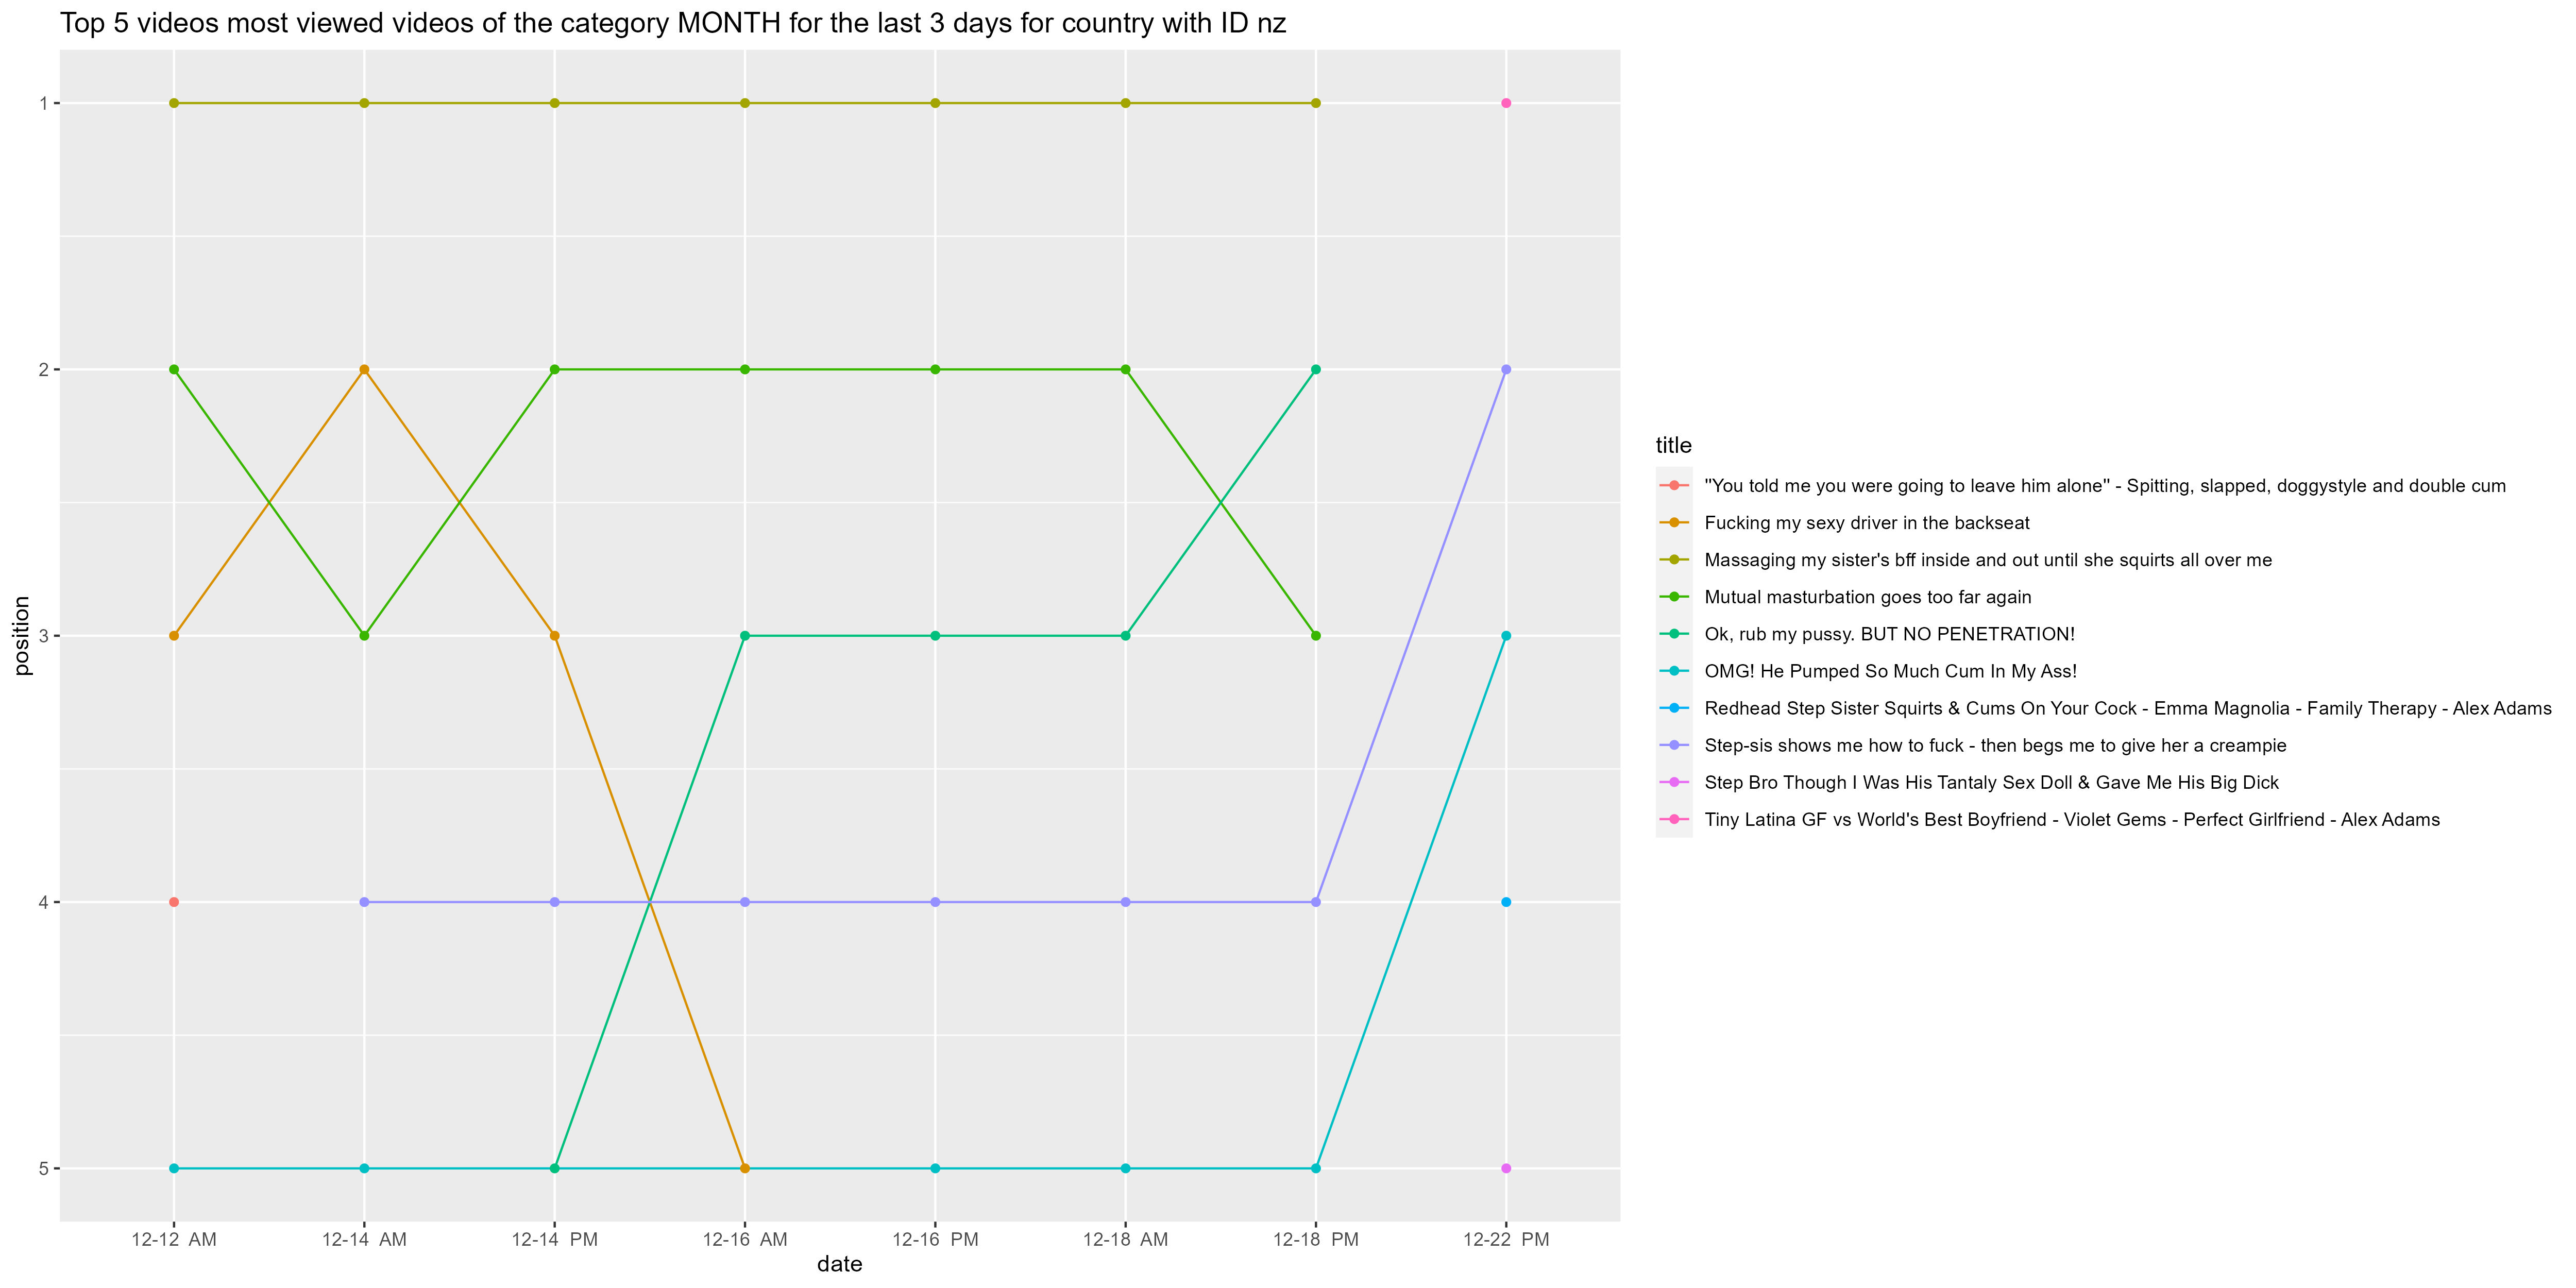 Top 5 videos most viewed videos of the category MONTH for the last 3 days for country with ID nz
1
2
3
4
5
position
12-12 AM
12-14 AM
12-14 PM
12-16 AM
12-16 PM
12-18 AM
12-18 PM
12-22 PM
date
title
"You told me you were going to leave him alone" - Spitting, slapped, doggystyle and double cum
Fucking my sexy driver in the backseat
Massaging my sister's bff inside and out until she squirts all over me
Mutual masturbation goes too far again
Ok, rub my pussy. BUT NO PENETRATION!
OMG! He Pumped So Much Cum In My Ass!
Redhead Step Sister Squirts & Cums On Your Cock - Emma Magnolia - Family Therapy - Alex Adams
Step-sis shows me how to fuck - then begs me to give her a creampie
Step Bro Though I Was His Tantaly Sex Doll & Gave Me His Big Dick
Tiny Latina GF vs World's Best Boyfriend - Violet Gems - Perfect Girlfriend - Alex Adams